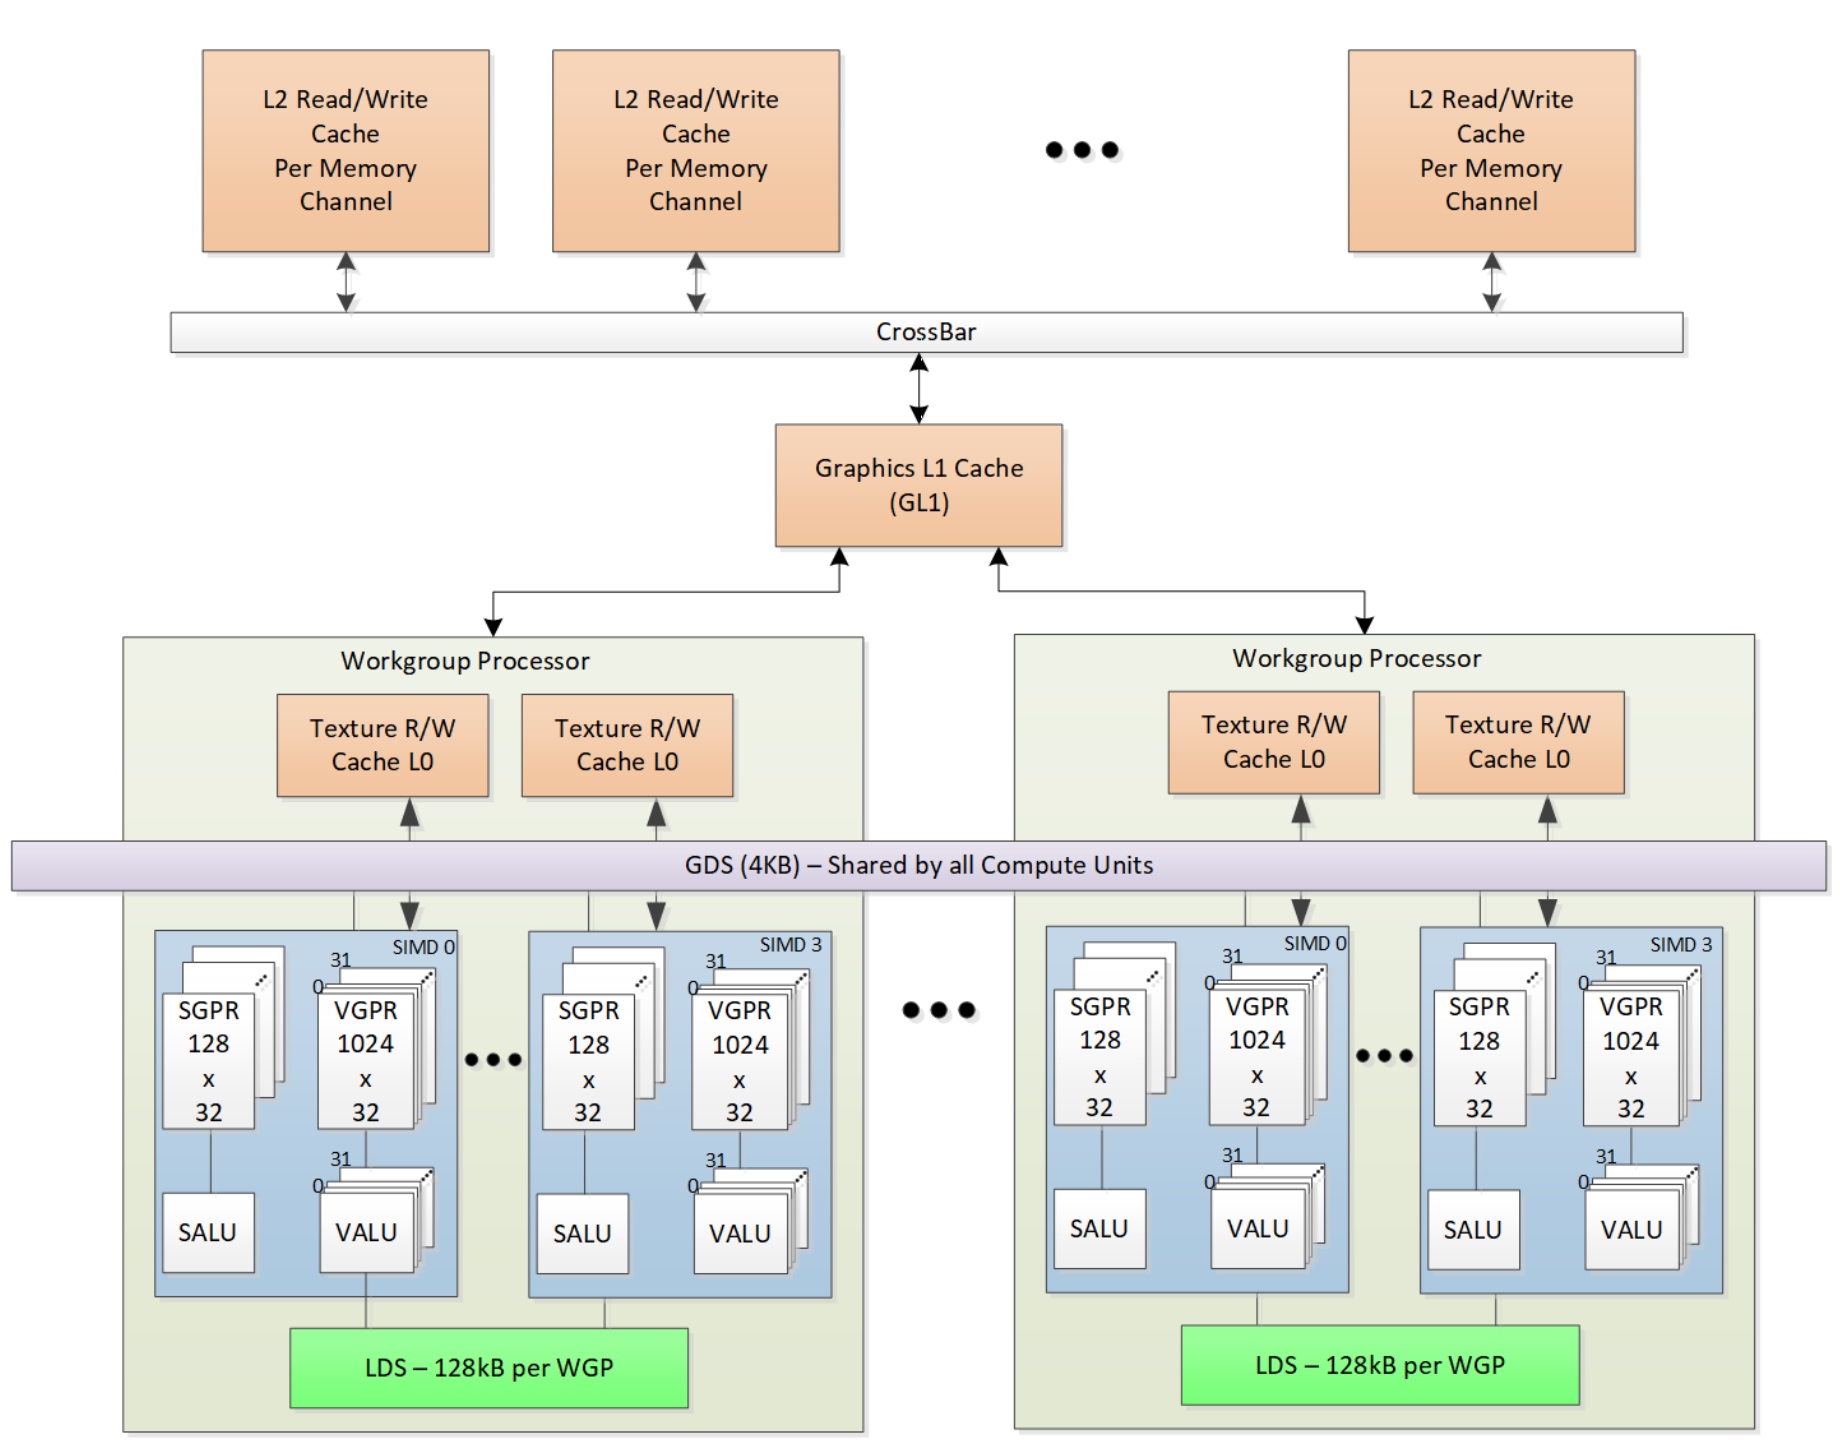 L2 Read/Write
Cache
Per Memory
Channel
L2 Read/Write
Cache
Per Memory
Channel
L2 Read/Write
Cache
Per Memory
Channel
CrossBar
Graphics L1 Cache
(GL1)
Workgroup Processor
Texture R/W
Cache L0
Texture R/W
Cache L0
Workgroup Processor
Texture R/W
Cache L0
Texture R/W
Cache L0
GDS (4KB) – Shared by all Compute Units
SIMD 0
SGPR
128
x
32
31
0
VGPR
1024
x
32
SALU
31
0
VALU
SIMD 3
SGPR
128
x
32
31
0
VGPR
1024
x
32
SALU
31
0
VALU
LDS – 128kB per WGP
SIMD 0
SGPR
128
x
32
31
0
VGPR
1024
x
32
SALU
31
0
VALU
SIMD 3
SGPR
128
x
32
31
0
VGPR
1024
x
32
SALU
31
0
VALU
LDS – 128kB per WGP